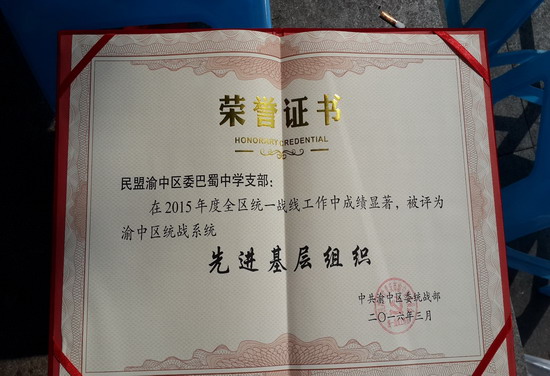 荣誉证书
HONORARY CREDENTIAL
民盟渝中区委巴蜀中学支部：
在2015年度全区统一战线工作中成绩显著，被评为
渝中区统战系统
先进基层组织
中共渝中区委统战部
二〇一六年三月